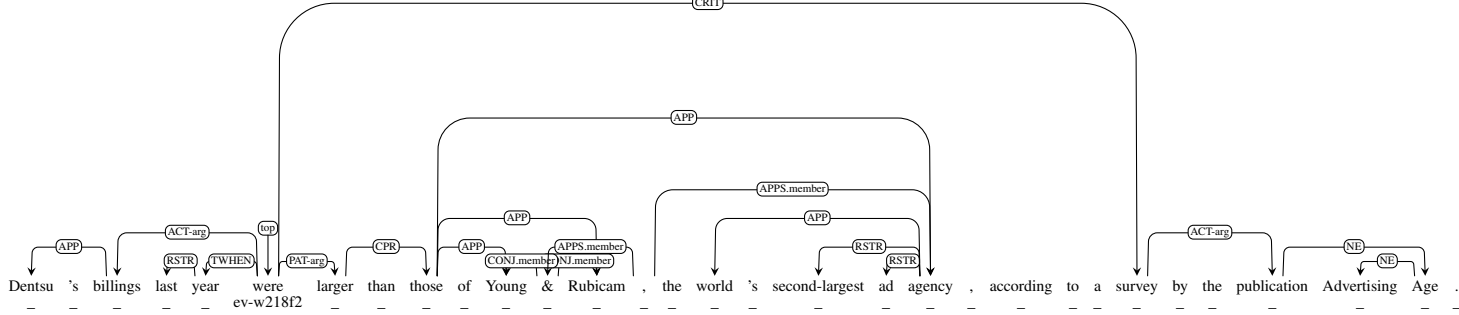 CRIT
APP
APPS.member
APP ACT-arg top APP ACT-arg
APP CPR APP APPS.member RSTR NE
RSTR TWHEN PAT-arg CONJ.member NJ.member RSTR NE
Dentsu 's billings last year were larger than those of Young & Rubicam , the world 's second-largest ad agency , according to a survey by the publication Advertising Age .
_ _ _ _ _ ev-w218f2 _ _ _ _ _ _ _ _ _ _ _ _ _ _ _ _ _ _ _ _ _ _ _ _ _ _